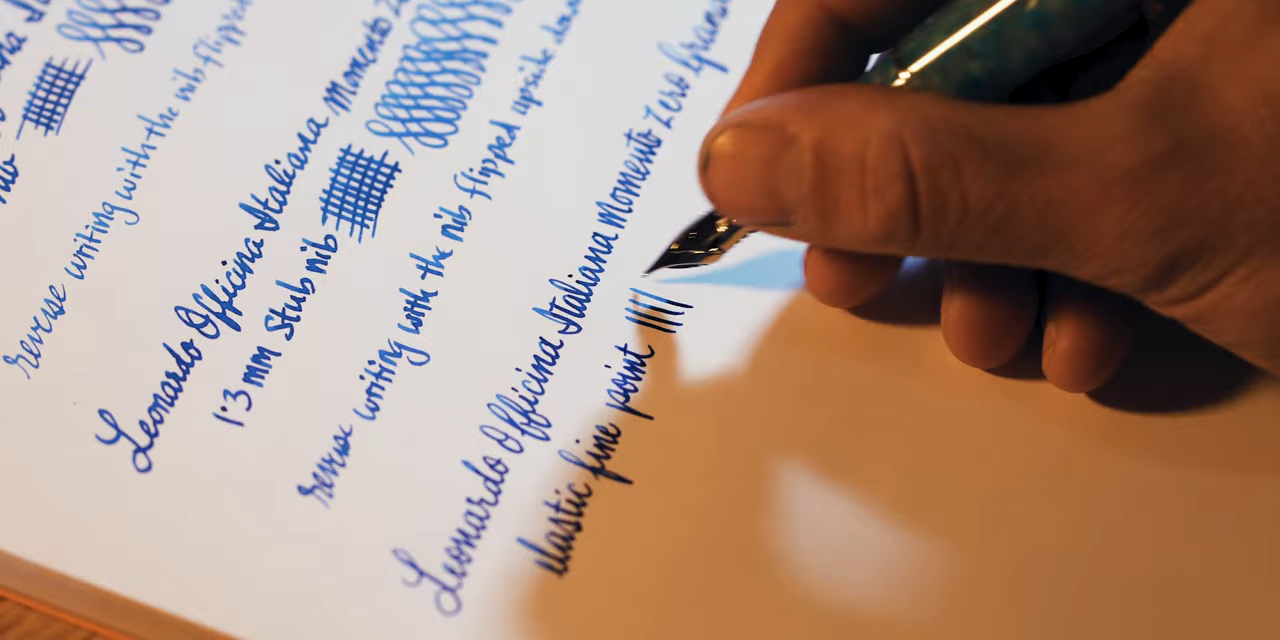 reverse writing with the nib flipped
Leonardo Officina Italiana Momento
1.3 mm Stub nib
reverse writing with the nib flipped upside down
Leonardo Officina Italiana Momento Zero
elastic fine point